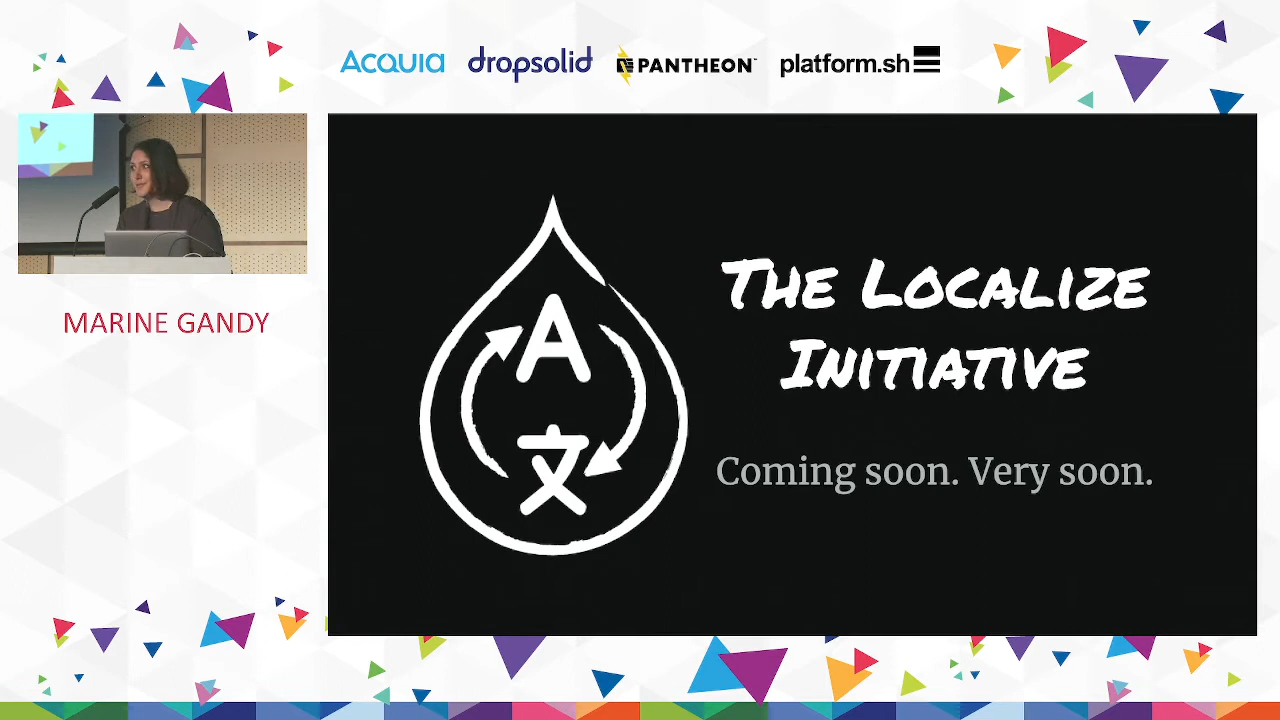 Acquia dropsolid PANTHEON platform.sh
MARINE GANDY
A
文
The Localize
Initiative
Coming soon. Very soon.